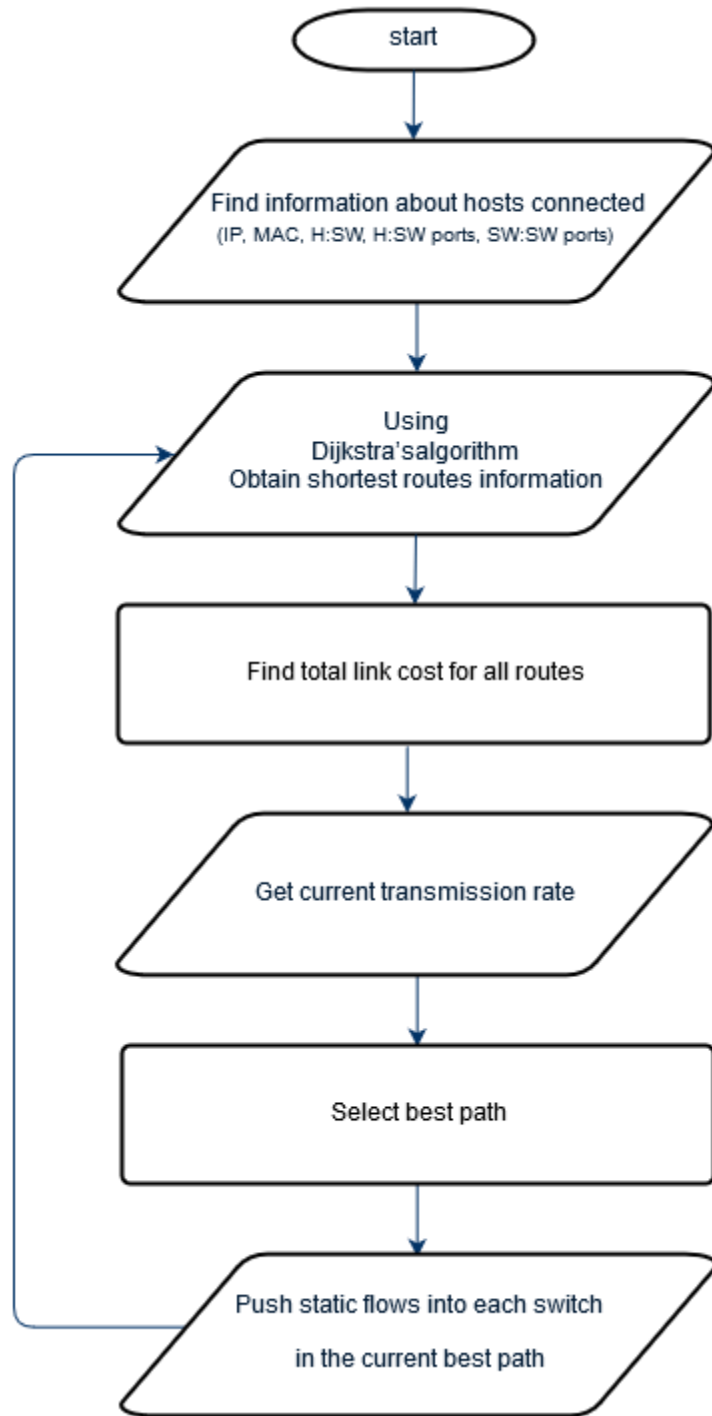 start
Find information about hosts connected
(IP, MAC, H:SW, H:SW ports, SW:SW ports)
Using
Dijkstra'salgorithm
Obtain shortest routes information
Find total link cost for all routes
Get current transmission rate
Select best path
Push static flows into each switch
in the current best path